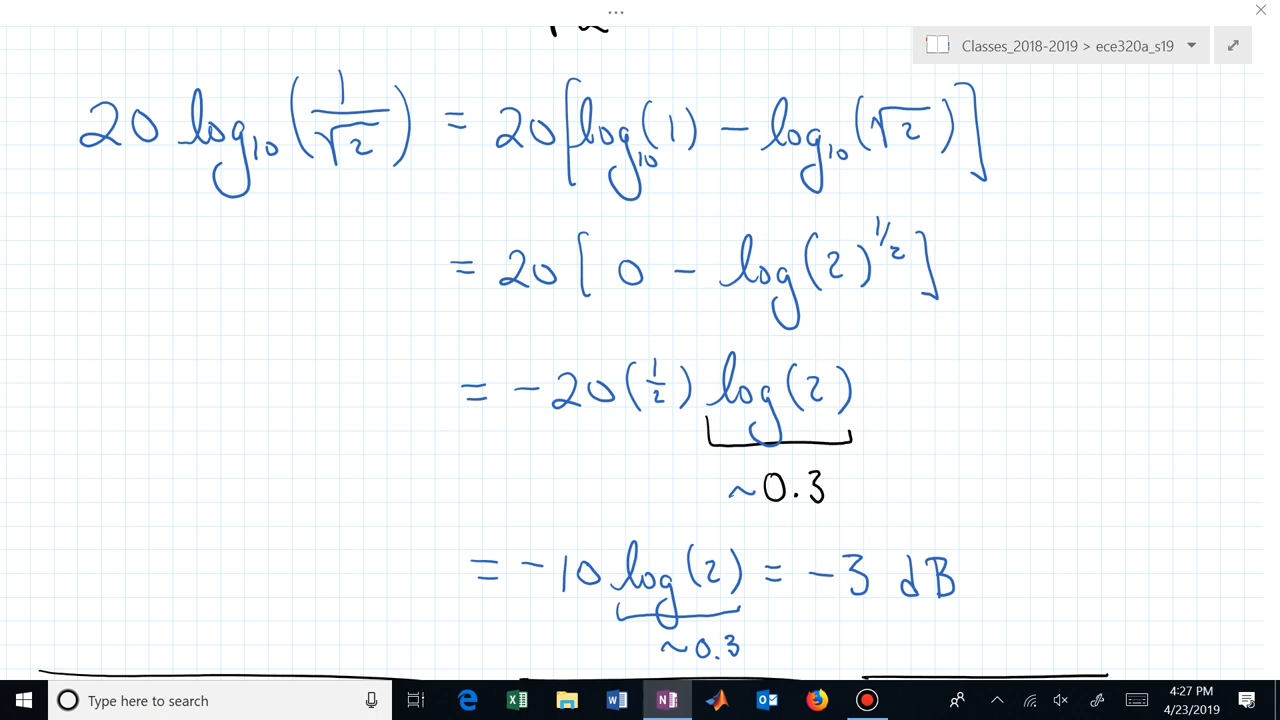 Classes_2018-2019 > ece320a_s19
20 log₁₀(1/√2) = 20[log₁₀(1) − log₁₀(√2)]
= 20[0 − log(2)^1/2]
= −20(1/2) log(2)
~0.3
= −10 log(2) = −3 dB
~0.3
Type here to search
4:27 PM
4/23/2019